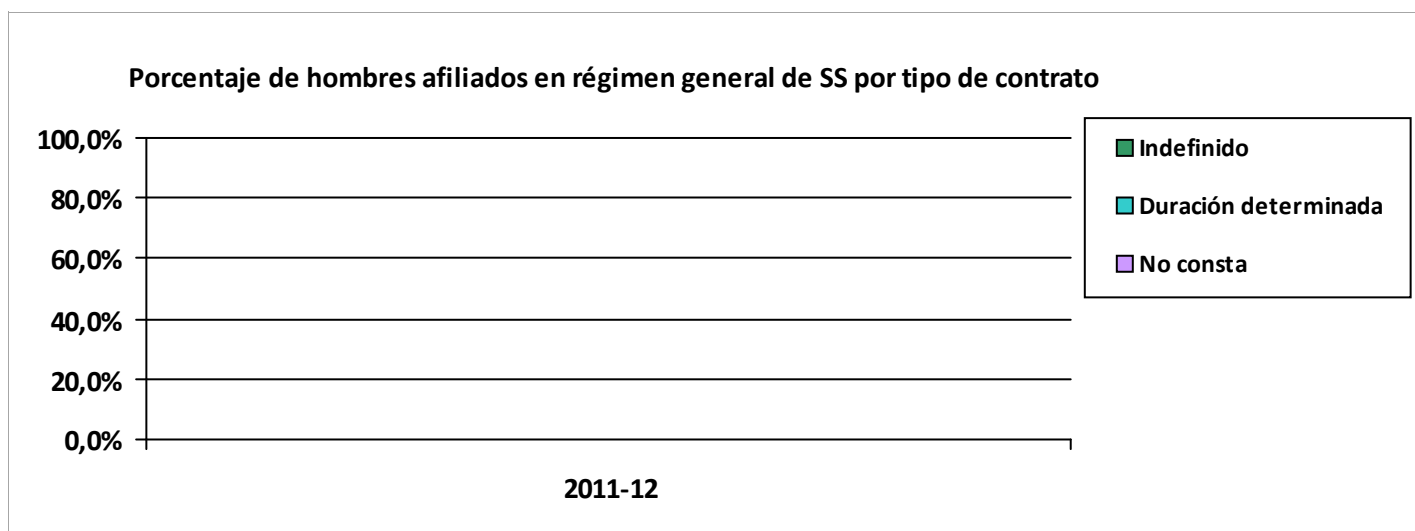 Porcentaje de hombres afiliados en régimen general de SS por tipo de contrato
100,0%
80,0%
60,0%
40,0%
20,0%
0,0%
2011-12
Indefinido
Duración determinada
No consta